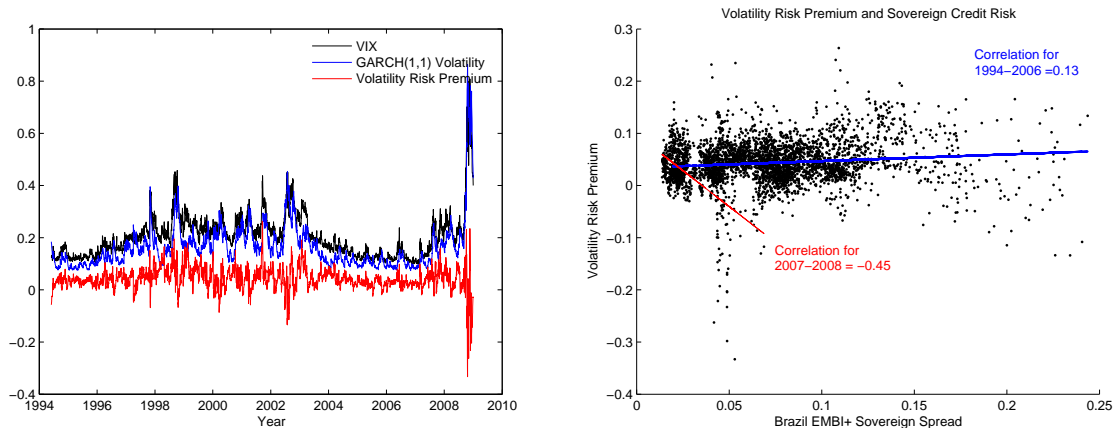 1
0.8
0.6
0.4
0.2
0
−0.2
−0.4
1994 1996 1998 2000 2002 2004 2006 2008 2010
Year
VIX
GARCH(1,1) Volatility
Volatility Risk Premium
Volatility Risk Premium and Sovereign Credit Risk
Volatility Risk Premium
0.3
0.2
0.1
0
−0.1
−0.2
−0.3
−0.4
0 0.05 0.1 0.15 0.2 0.25
Brazil EMBI+ Sovereign Spread
Correlation for
1994−2006 =0.13
Correlation for
2007−2008 = −0.45